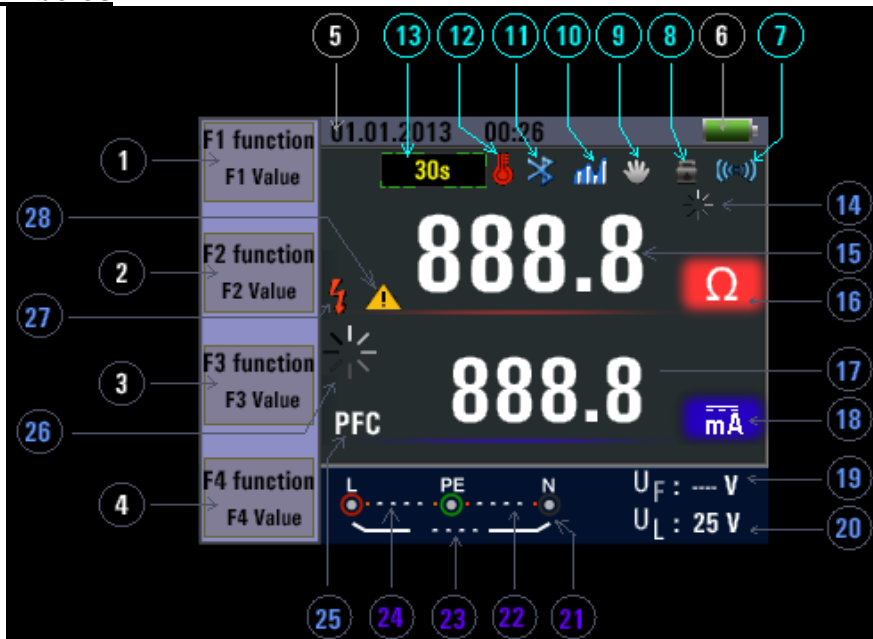 5 13 12 11 10 9 8 6 7
01.01.2013 00:26
F1 function
F1 Value
1
30s
14
28
888.8
15
F2 function
F2 Value
2
Ω
16
27
F3 function
F3 Value
3
888.8
17
26
PFC
mA
18
L PE N
UF : --- V
19
F4 function
F4 Value
4
UL : 25 V
20
25 24 23 22 21